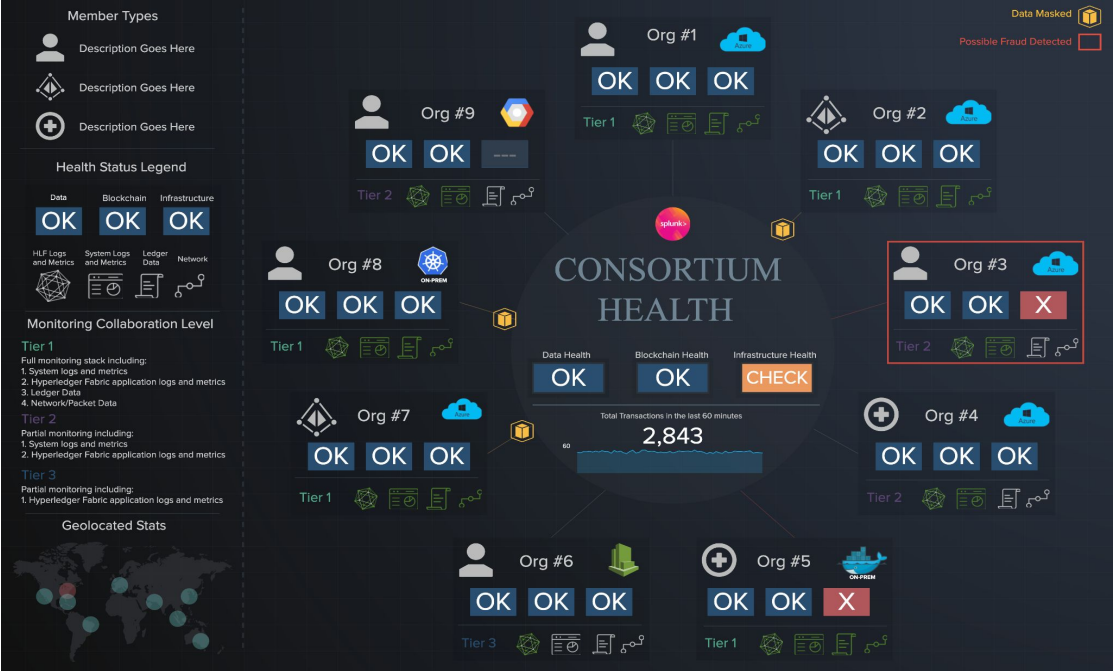 Member Types
Description Goes Here
Description Goes Here
Description Goes Here
Health Status Legend
Data Blockchain Infrastructure
OK OK OK
HLF Logs and Metrics
System Logs and Metrics
Ledger Data
Network
Monitoring Collaboration Level
Tier 1
Full monitoring stack including:
1. System logs and metrics
2. Hyperledger Fabric application logs and metrics
3. Ledger Data
4. Network/Packet Data
Tier 2
Partial monitoring including:
1. System logs and metrics
2. Hyperledger Fabric application logs and metrics
Tier 3
Partial monitoring including:
1. Hyperledger Fabric application logs and metrics
Geolocated Stats
Data Masked
Possible Fraud Detected
Org #1
Azure
OK OK OK
Tier 1
Org #9
OK OK ---
Tier 2
Org #2
Azure
OK OK OK
Tier 1
Org #8
ON-PREM
OK OK OK
Tier 1
splunk>
CONSORTIUM
HEALTH
Data Health Blockchain Health Infrastructure Health
OK OK CHECK
Total Transactions in the last 60 minutes
2,843
60
Org #3
Azure
OK OK X
Tier 2
Org #7
Azure
OK OK OK
Tier 1
Org #4
Azure
OK OK OK
Tier 2
Org #6
OK OK OK
Tier 3
Org #5
ON-PREM
OK OK X
Tier 1